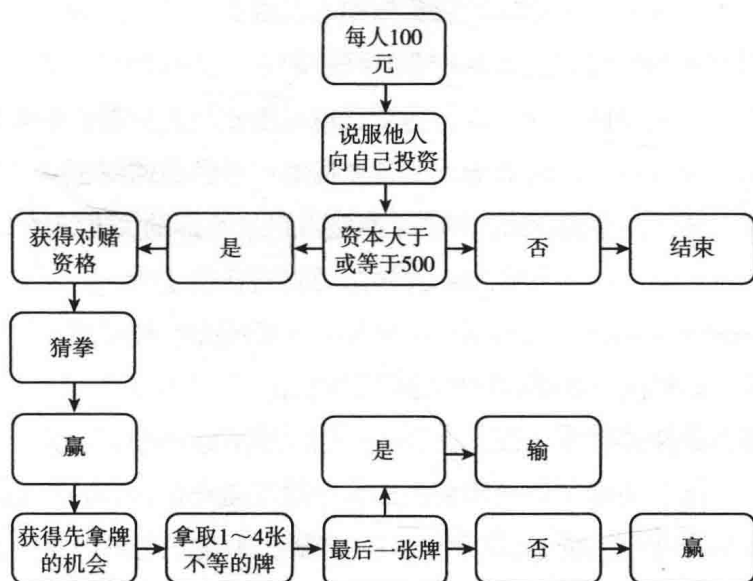 每人100
元
说服他人
向自己投资
获得对赌
资格
是
资本大于
或等于500
否
结束
猜拳
赢
是
输
获得先拿牌
的机会
拿取1～4张
不等的牌
最后一张牌
否
赢